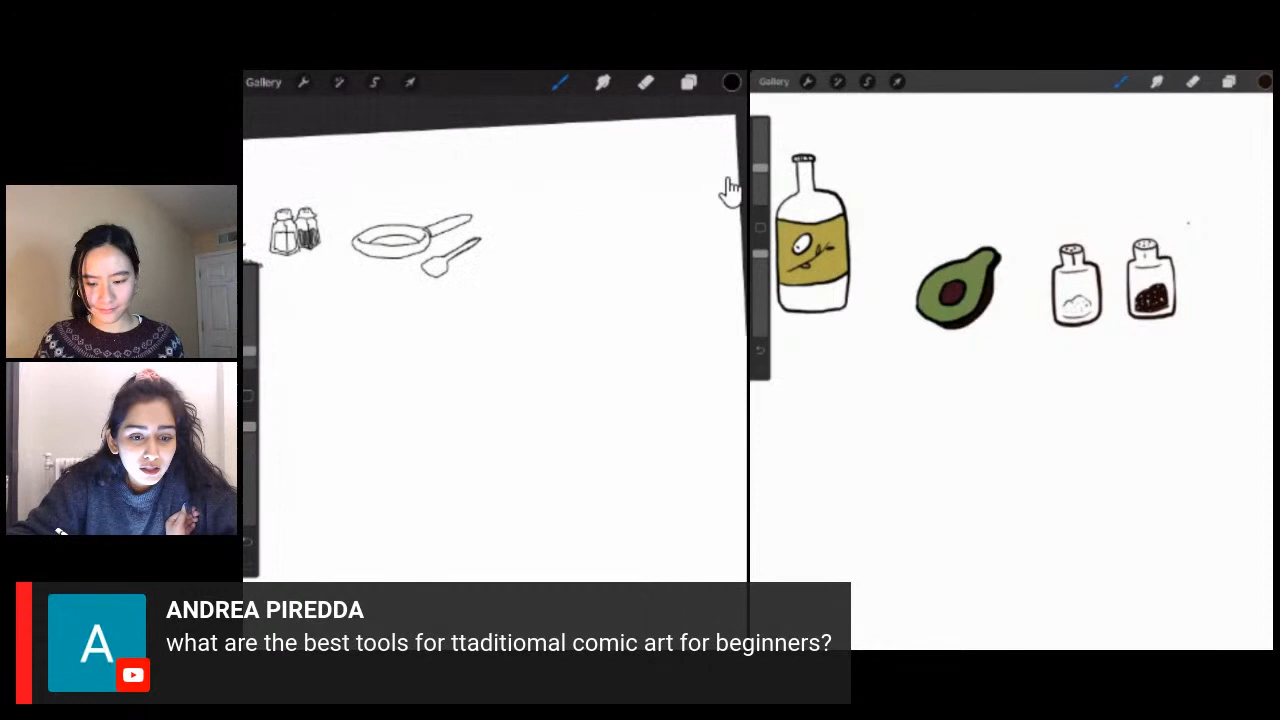 Gallery
Gallery
A
ANDREA PIREDDA
what are the best tools for ttaditiomal comic art for beginners?